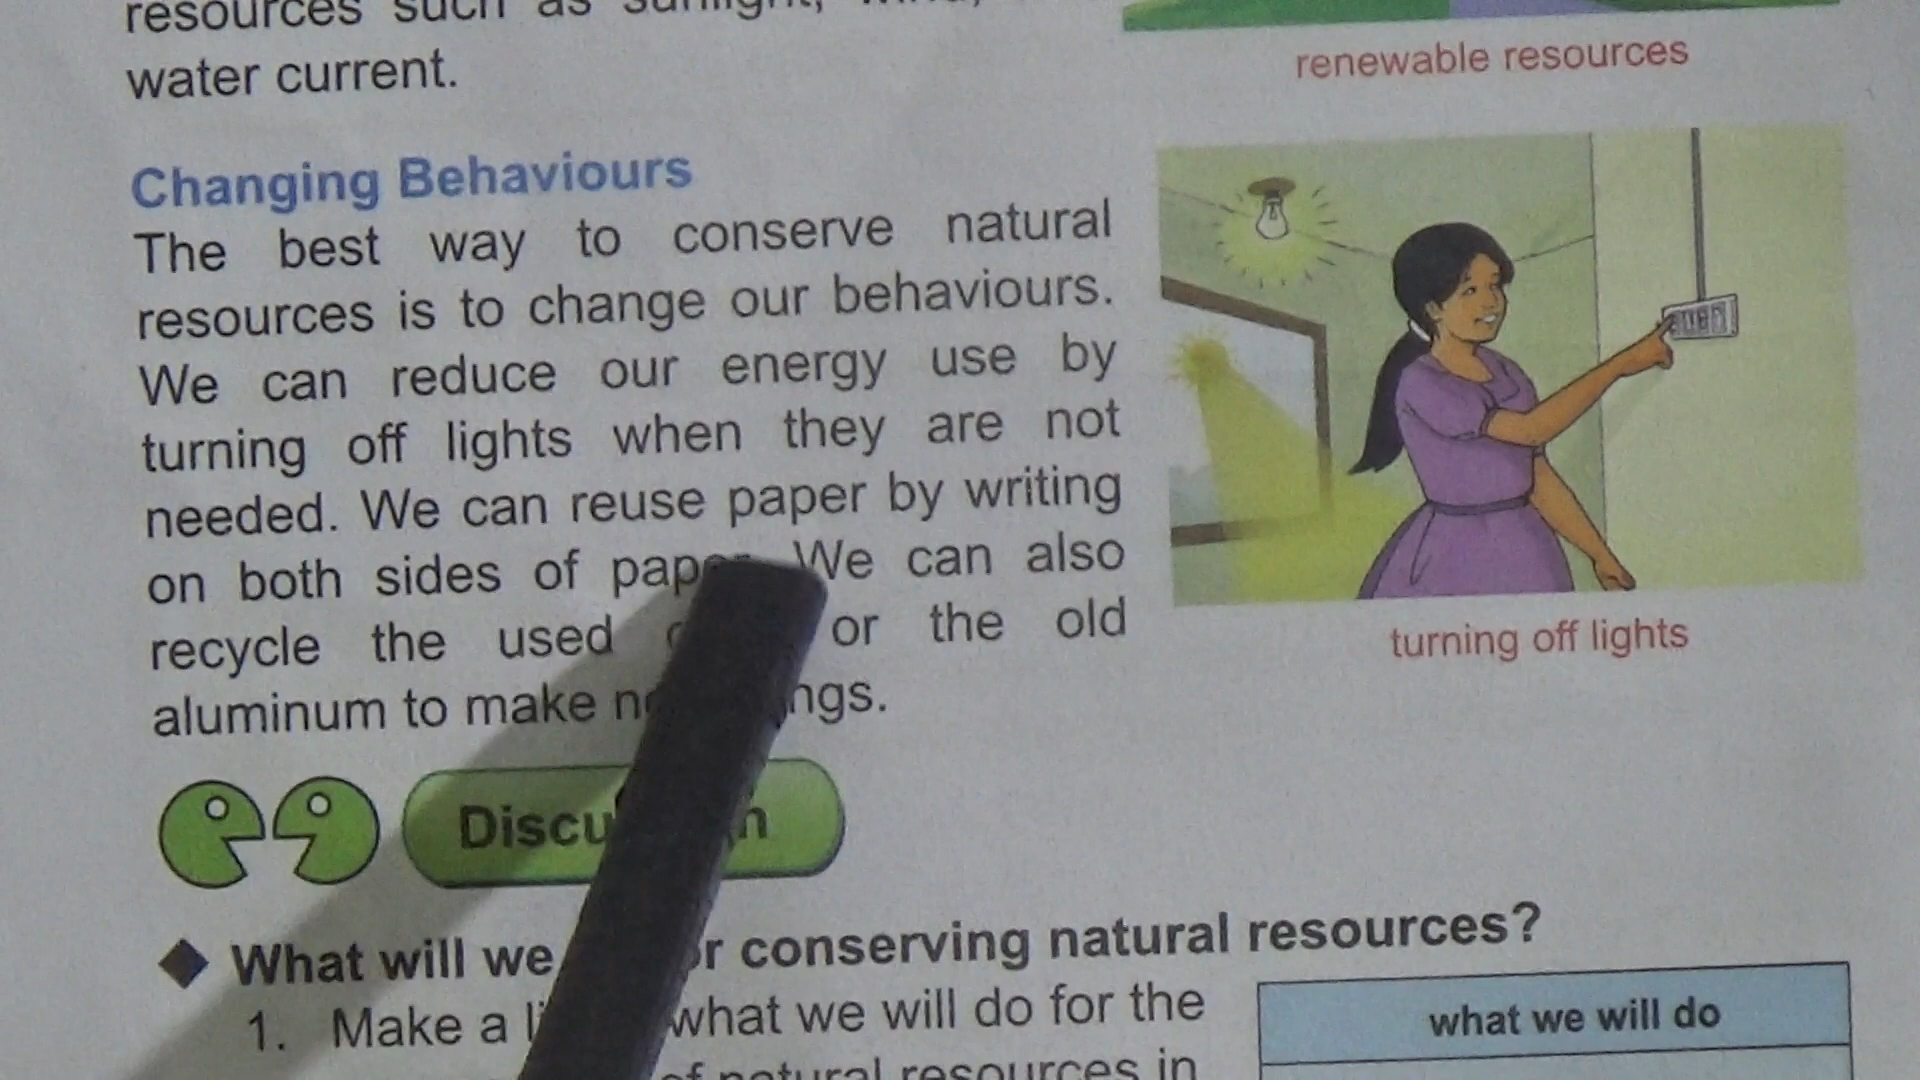 resources such as sunlight, wind,
water current.
renewable resources
Changing Behaviours
The best way to conserve natural
resources is to change our behaviours.
We can reduce our energy use by
turning off lights when they are not
needed. We can reuse paper by writing
on both sides of paper. We can also
recycle the used or the old
aluminum to make
turning off lights
Discussion
What will we conserving natural resources?
1. Make a what we will do for the
of natural resources in
what we will do